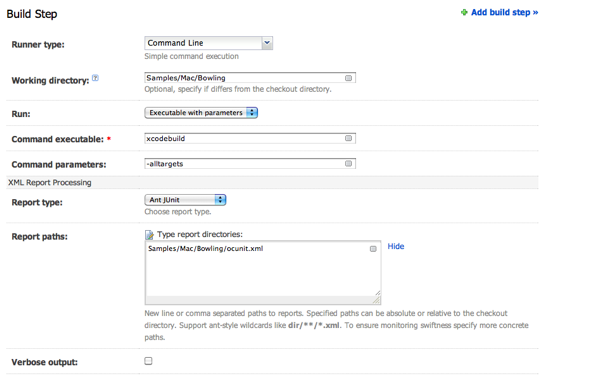 Build Step
Add build step »
Runner type: Command Line
Simple command execution
Working directory: Samples/Mac/Bowling
Optional, specify if differs from the checkout directory.
Run: Executable with parameters
Command executable: * xcodebuild
Command parameters: -alltargets
XML Report Processing
Report type: Ant JUnit
Choose report type.
Report paths: Type report directories:
Samples/Mac/Bowling/ocunit.xml
Hide
New line or comma separated paths to reports. Specified paths can be absolute or relative to the checkout
directory. Support ant-style wildcards like dir/**/*.xml. To ensure monitoring swiftness specify more concrete
paths.
Verbose output: